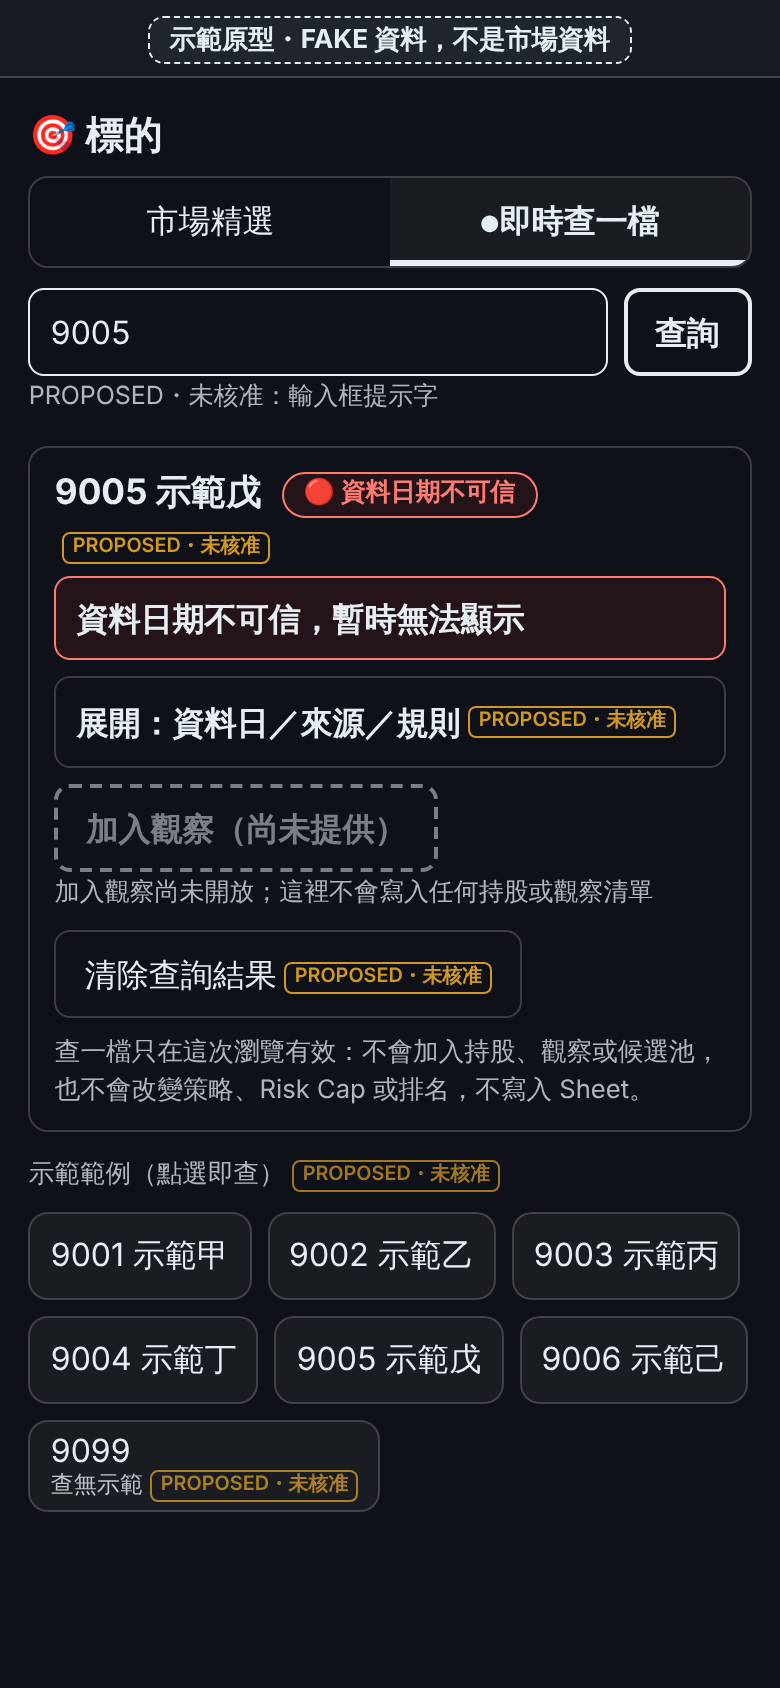 示範原型・FAKE 資料，不是市場資料
🎯 標的
市場精選
●即時查一檔
9005
查詢
PROPOSED・未核准：輸入框提示字
9005 示範戊
🔴 資料日期不可信
PROPOSED・未核准
資料日期不可信，暫時無法顯示
展開：資料日／來源／規則 PROPOSED・未核准
加入觀察（尚未提供）
加入觀察尚未開放；這裡不會寫入任何持股或觀察清單
清除查詢結果 PROPOSED・未核准
查一檔只在這次瀏覽有效：不會加入持股、觀察或候選池，
也不會改變策略、Risk Cap 或排名，不寫入 Sheet。
示範範例（點選即查） PROPOSED・未核准
9001 示範甲
9002 示範乙
9003 示範丙
9004 示範丁
9005 示範戊
9006 示範己
9099
查無示範 PROPOSED・未核准